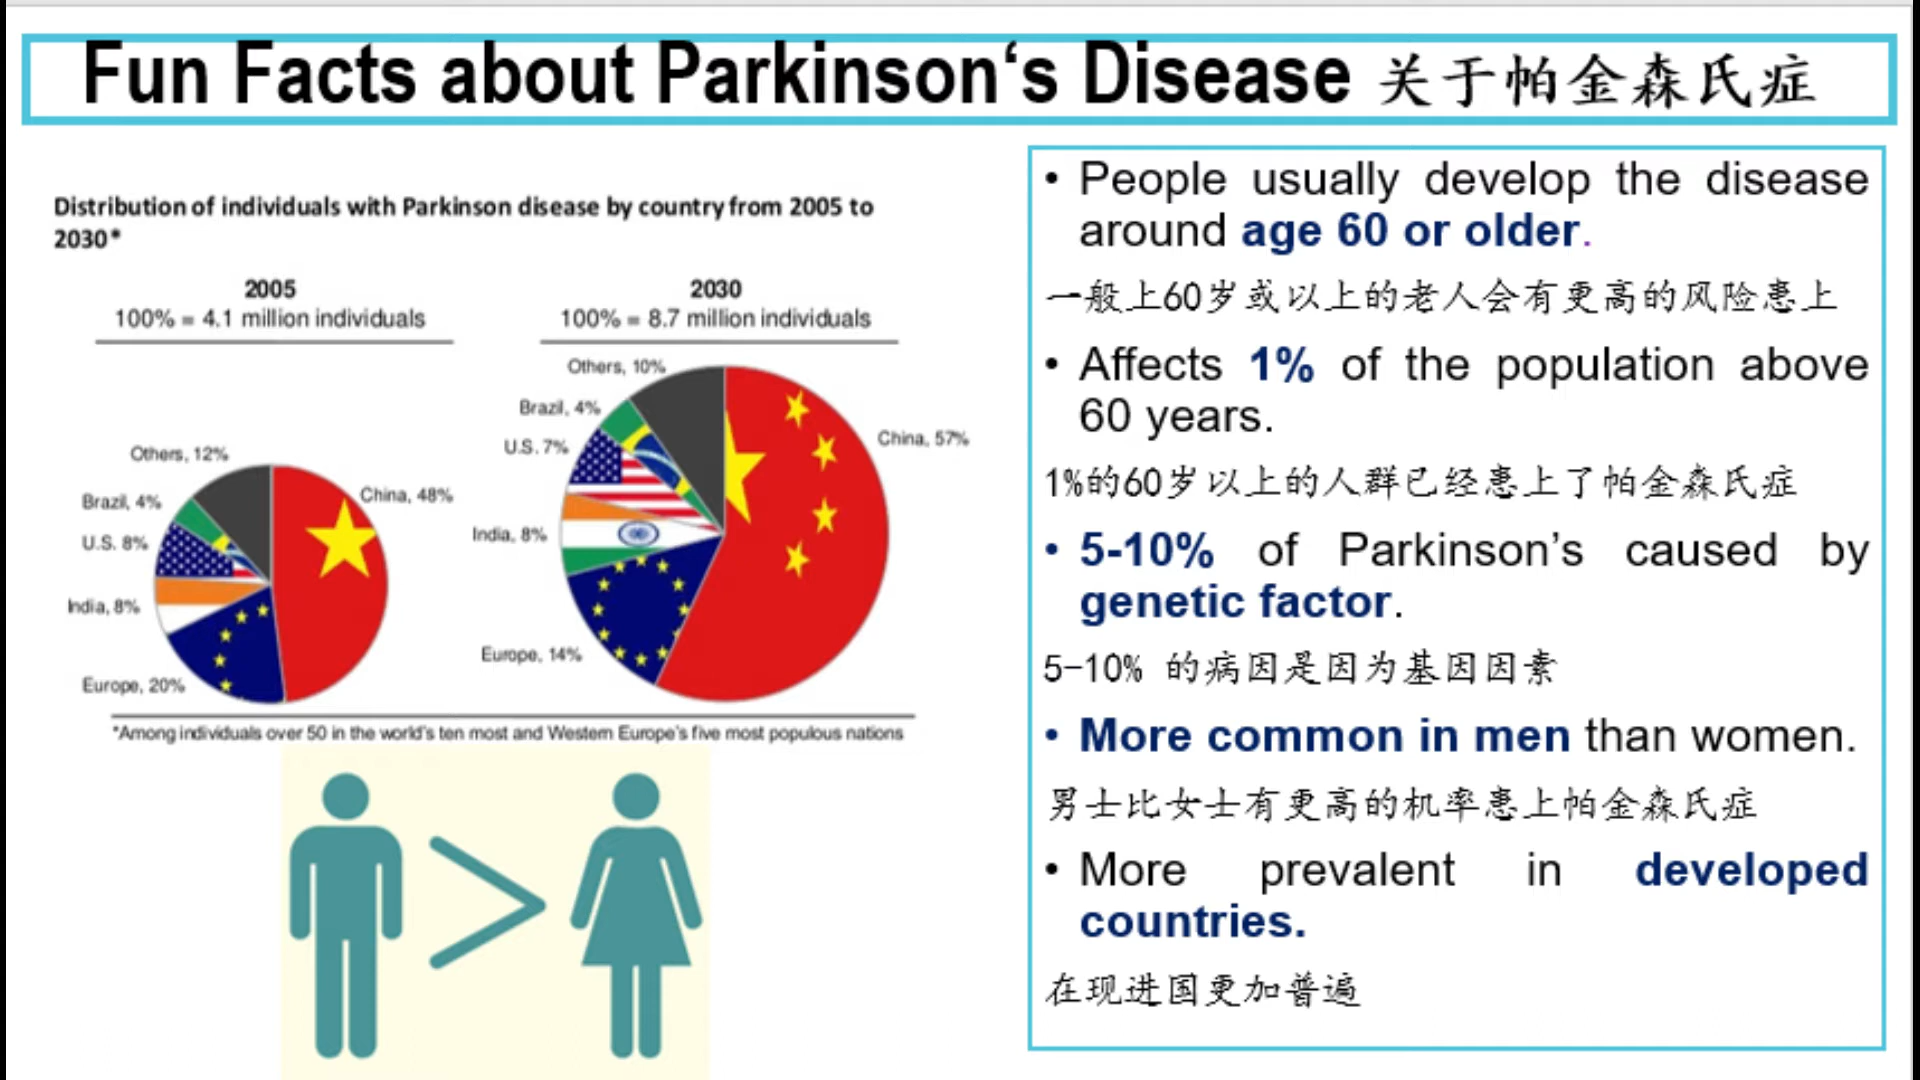 Fun Facts about Parkinson‘s Disease 关于帕金森氏症
Distribution of individuals with Parkinson disease by country from 2005 to
2030*
2005
100% = 4.1 million individuals
Others, 12%
Brazil, 4%
U.S. 8%
India, 8%
Europe, 20%
China, 48%
2030
100% = 8.7 million individuals
Others, 10%
Brazil, 4%
U.S. 7%
India, 8%
Europe, 14%
China, 57%
*Among individuals over 50 in the world's ten most and Western Europe's five most populous nations
• People usually develop the disease
around age 60 or older.
一般上60岁或以上的老人会有更高的风险患上
• Affects 1% of the population above
60 years.
1%的60岁以上的人群已经患上了帕金森氏症
• 5-10% of Parkinson’s caused by
genetic factor.
5-10% 的病因是因为基因因素
• More common in men than women.
男士比女士有更高的机率患上帕金森氏症
• More prevalent in developed
countries.
在现进国更加普遍